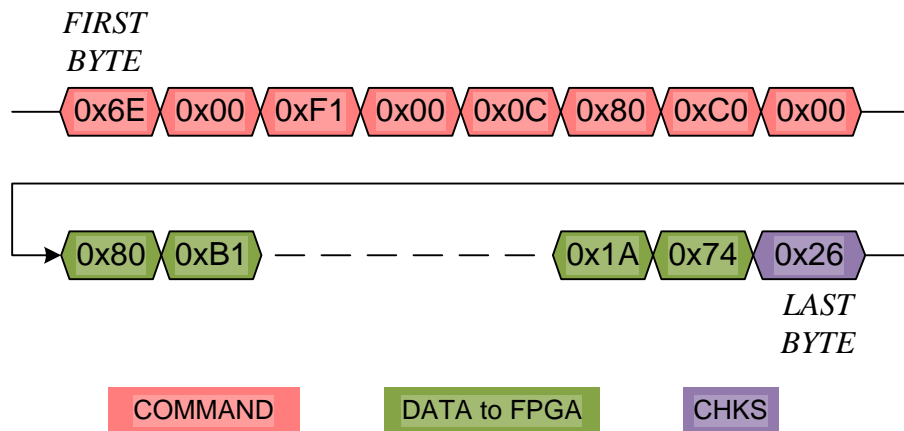 FIRST
BYTE
0x6E 0x00 0xF1 0x00 0x0C 0x80 0xC0 0x00
0x80 0xB1 0x1A 0x74 0x26
LAST
BYTE
COMMAND DATA to FPGA CHKS